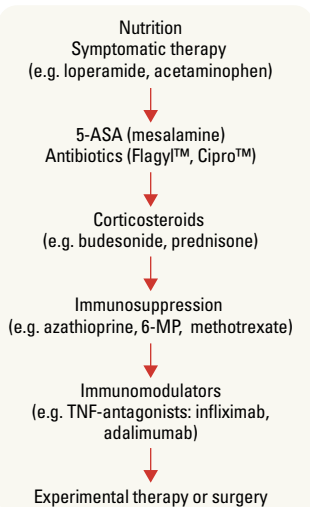 Nutrition
Symptomatic therapy
(e.g. loperamide, acetaminophen)
5-ASA (mesalamine)
Antibiotics (Flagyl™, Cipro™)
Corticosteroids
(e.g. budesonide, prednisone)
Immunosuppression
(e.g. azathioprine, 6-MP, methotrexate)
Immunomodulators
(e.g. TNF-antagonists: infliximab,
adalimumab)
Experimental therapy or surgery